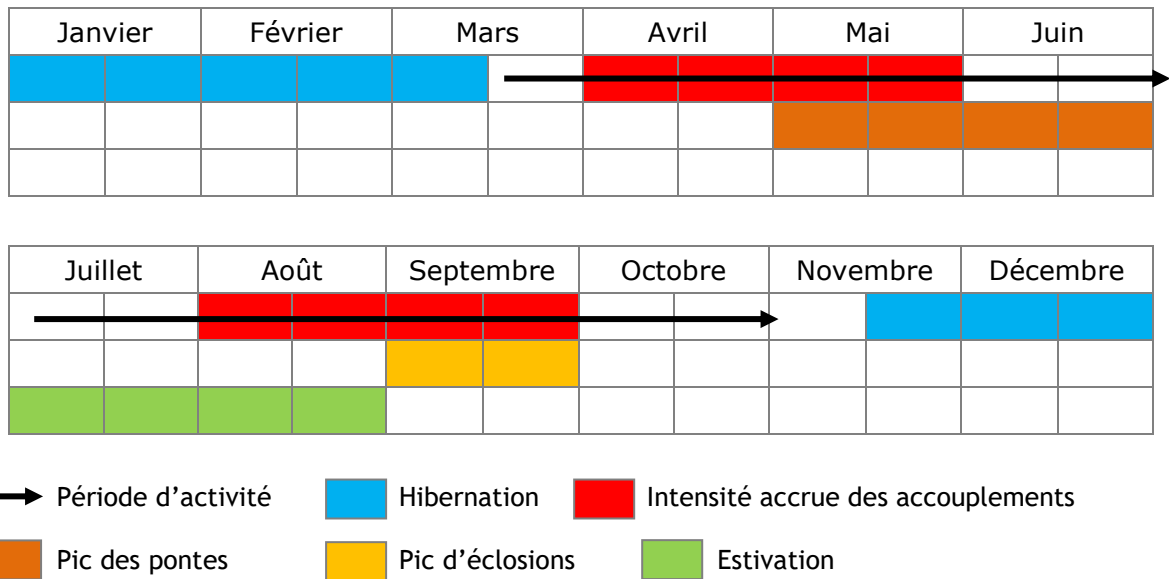 Janvier Février Mars Avril Mai Juin
Juillet Août Septembre Octobre Novembre Décembre
Période d'activité Hibernation Intensité accrue des accouplements
Pic des pontes Pic d'éclosions Estivation